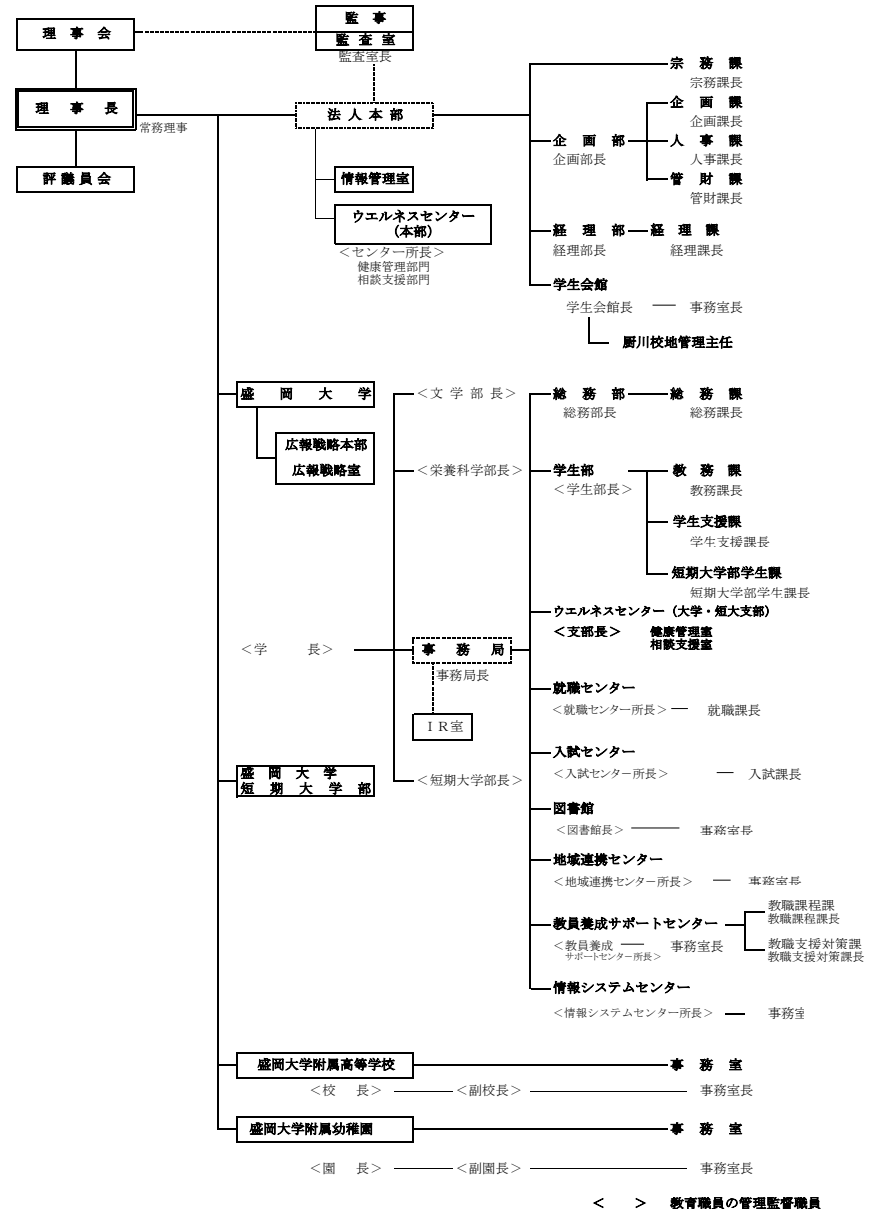 監事
理事会
監査室
監査室長
宗務課
宗務課長
企画課
企画課長
理事長
常務理事
法人本部
企画部
企画部長
人事課
人事課長
管財課
管財課長
評議員会
情報管理室
ウエルネスセンター
（本部）
＜センター所長＞
健康管理部門
相談支援部門
経理部
経理部長
経理課
経理課長
学生会館
学生会館長
事務室長
厨川校地管理主任
盛岡大学
＜文学部長＞
総務部
総務部長
総務課
総務課長
広報戦略本部
広報戦略室
＜栄養科学部長＞
学生部
＜学生部長＞
教務課
教務課長
学生支援課
学生支援課長
短期大学部学生課
短期大学部学生課長
ウエルネスセンター（大学・短大支部）
＜支部長＞
健康管理室
相談支援室
＜学長＞
事務局
事務局長
ＩＲ室
就職センター
＜就職センター所長＞
就職課長
入試センター
＜入試センター所長＞
入試課長
盛岡大学
短期大学部
＜短期大学部長＞
図書館
＜図書館長＞
事務室長
地域連携センター
＜地域連携センター所長＞
事務室長
教員養成サポートセンター
＜教員養成
サポートセンター所長＞
事務室長
教職課程課
教職課程課長
教職支援対策課
教職支援対策課長
情報システムセンター
＜情報システムセンター所長＞
事務室
盛岡大学附属高等学校
事務室
＜校長＞
＜副校長＞
事務室長
盛岡大学附属幼稚園
事務室
＜園長＞
＜副園長＞
事務室長
＜ ＞ 教育職員の管理監督職員